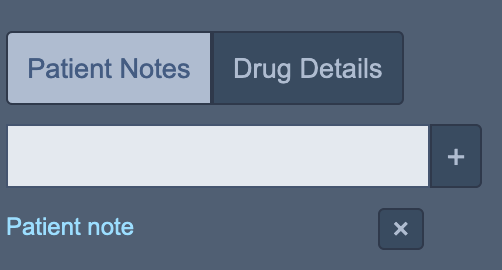 Patient Notes Drug Details
+
Patient note ×